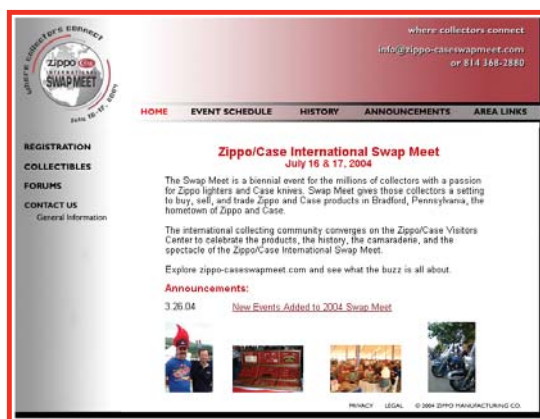 where collectors connect
info@zippo-caseswapmeet.com
or 814 368-2880
where collectors connect
zippo
INTERNATIONAL
SWAP MEET
July 16-17, 2004
HOME EVENT SCHEDULE HISTORY ANNOUNCEMENTS AREA LINKS
REGISTRATION
COLLECTIBLES
FORUMS
CONTACT US
General Information
Zippo/Case International Swap Meet
July 16 & 17, 2004
The Swap Meet is a biennial event for the millions of collectors with a passion
for Zippo lighters and Case knives. Swap Meet gives those collectors a setting
to buy, sell, and trade Zippo and Case products in Bradford, Pennsylvania, the
hometown of Zippo and Case.
The international collecting community converges on the Zippo/Case Visitors
Center to celebrate the products, the history, the camaraderie, and the
spectacle of the Zippo/Case International Swap Meet.
Explore zippo-caseswapmeet.com and see what the buzz is all about.
Announcements:
3.26.04 New Events Added to 2004 Swap Meet
PRIVACY LEGAL © 2004 ZIPPO MANUFACTURING CO.